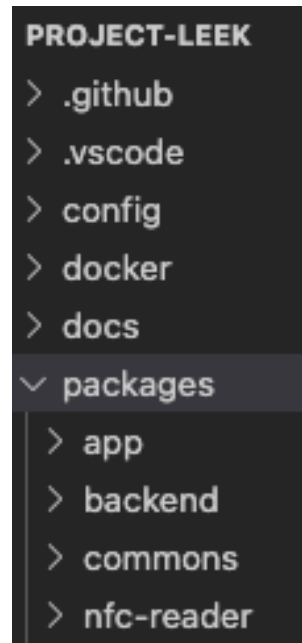 PROJECT-LEEK
.github
.vscode
config
docker
docs
packages
app
backend
commons
nfc-reader